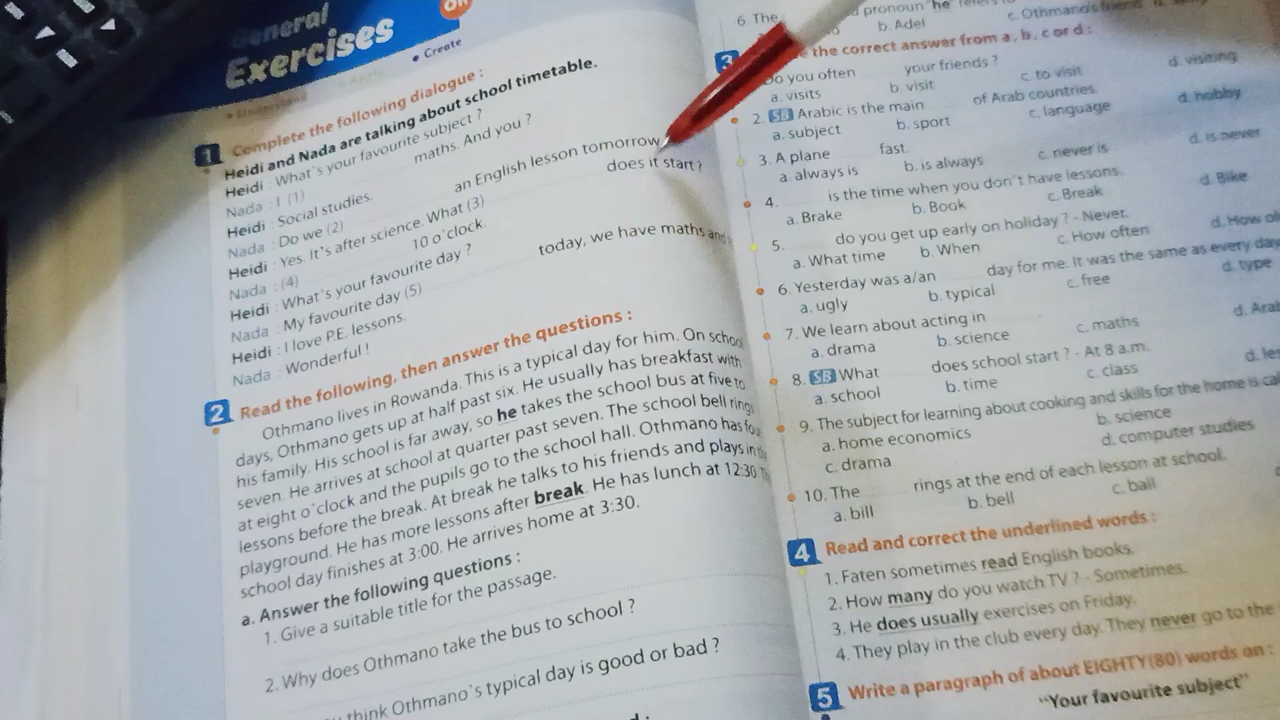 General
Exercises
• Understand
• Create
1 Complete the following dialogue :
Heidi and Nada are talking about school timetable.
Heidi : What's your favourite subject ?
Nada : I (1) maths. And you ?
Heidi : Social studies.
Nada : Do we (2) an English lesson tomorrow
Heidi : Yes. It's after science. What (3) does it start?
Nada : (4) 10 o'clock.
Heidi : What's your favourite day ?
Nada : My favourite day (5) today, we have maths and
Heidi : I love P.E. lessons.
Nada : Wonderful !
2 Read the following, then answer the questions :
Othmano lives in Rowanda. This is a typical day for him. On school
days, Othmano gets up at half past six. He usually has breakfast with
his family. His school is far away, so he takes the school bus at five to
seven. He arrives at school at quarter past seven. The school bell rings
at eight o'clock and the pupils go to the school hall. Othmano has four
lessons before the break. At break he talks to his friends and plays in the
playground. He has more lessons after break. He has lunch at 12:30. The
school day finishes at 3:00. He arrives home at 3:30.
a. Answer the following questions :
1. Give a suitable title for the passage.
2. Why does Othmano take the bus to school ?
think Othmano's typical day is good or bad ?
6. The pronoun "he" refers to
b. Adel c. Othmano's friend
3 the correct answer from a , b , c or d :
Do you often your friends ?
a. visits b. visit c. to visit d. visiting
2. SB Arabic is the main of Arab countries.
a. subject b. sport c. language d. hobby
3. A plane fast.
a. always is b. is always c. never is d. is never
4. is the time when you don't have lessons.
a. Brake b. Book c. Break d. Bike
5. do you get up early on holiday ? - Never.
a. What time b. When c. How often d. How ol
6. Yesterday was a/an day for me. It was the same as every day
a. ugly b. typical c. free d. type
7. We learn about acting in .
a. drama b. science c. maths d. Arab
8. SB What does school start ? - At 8 a.m.
a. school b. time c. class d. les
9. The subject for learning about cooking and skills for the home is cal
a. home economics b. science
c. drama d. computer studies
10. The rings at the end of each lesson at school.
a. bill b. bell c. ball
4 Read and correct the underlined words :
1. Faten sometimes read English books.
2. How many do you watch TV ? - Sometimes.
3. He does usually exercises on Friday.
4. They play in the club every day. They never go to the
5 Write a paragraph of about EIGHTY(80) words on :
"Your favourite subject"